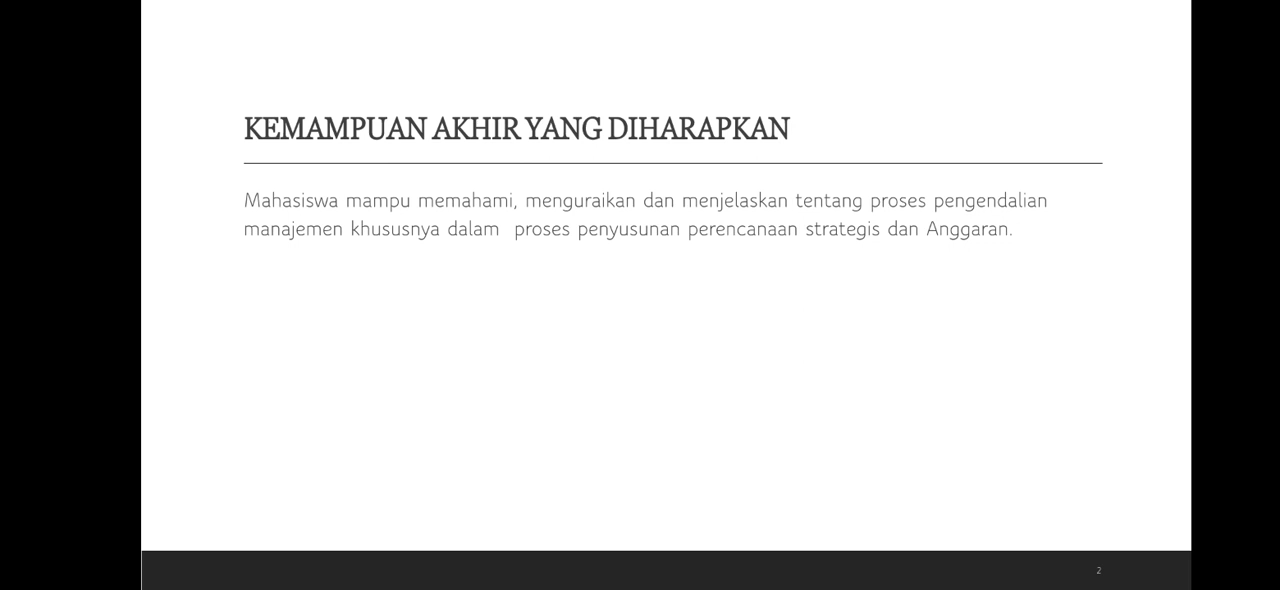 KEMAMPUAN AKHIR YANG DIHARAPKAN
Mahasiswa mampu memahami, menguraikan dan menjelaskan tentang proses pengendalian
manajemen khususnya dalam  proses penyusunan perencanaan strategis dan Anggaran.
2